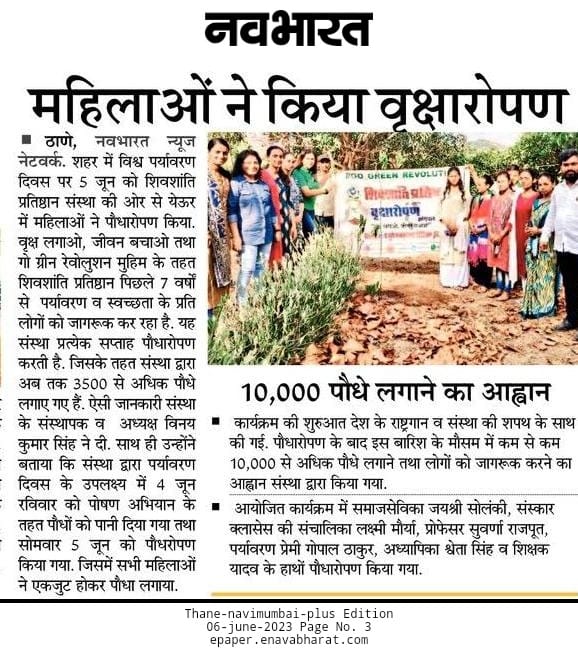 नवभारत
महिलाओं ने किया वृक्षारोपण
■ ठाणे, नवभारत न्यूज
नेटवर्क. शहर में विश्व पर्यावरण
दिवस पर 5 जून को शिवशांति
प्रतिष्ठान संस्था की ओर से येऊर
में महिलाओं ने पौधारोपण किया.
वृक्ष लगाओ, जीवन बचाओ तथा
गो ग्रीन रेवोलुशन मुहिम के तहत
शिवशांति प्रतिष्ठान पिछले 7 वर्षों
से पर्यावरण व स्वच्छता के प्रति
लोगों को जागरूक कर रहा है. यह
संस्था प्रत्येक सप्ताह पौधारोपण
करती है. जिसके तहत संस्था द्वारा
अब तक 3500 से अधिक पौधे
लगाए गए हैं. ऐसी जानकारी संस्था
के संस्थापक व अध्यक्ष विनय
कुमार सिंह ने दी. साथ ही उन्होंने
बताया कि संस्था द्वारा पर्यावरण
दिवस के उपलक्ष्य में 4 जून
रविवार को पोषण अभियान के
तहत पौधों को पानी दिया गया तथा
सोमवार 5 जून को पौधरोपण
किया गया. जिसमें सभी महिलाओं
ने एकजुट होकर पौधा लगाया.
GREEN REVOLUTI
शिवशांति प्रति
वृक्षारोपण
10,000 पौधे लगाने का आह्वान
■ कार्यक्रम की शुरुआत देश के राष्ट्रगान व संस्था की शपथ के साथ
की गई. पौधारोपण के बाद इस बारिश के मौसम में कम से कम
10,000 से अधिक पौधे लगाने तथा लोगों को जागरूक करने का
आह्वान संस्था द्वारा किया गया.
■ आयोजित कार्यक्रम में समाजसेविका जयश्री सोलंकी, संस्कार
क्लासेस की संचालिका लक्ष्मी मौर्या, प्रोफेसर सुवर्णा राजपूत,
पर्यावरण प्रेमी गोपाल ठाकुर, अध्यापिका श्वेता सिंह व शिक्षक
यादव के हाथों पौधारोपण किया गया.
Thane-navimumbai-plus Edition
06-june-2023 Page No. 3
epaper.enavabharat.com